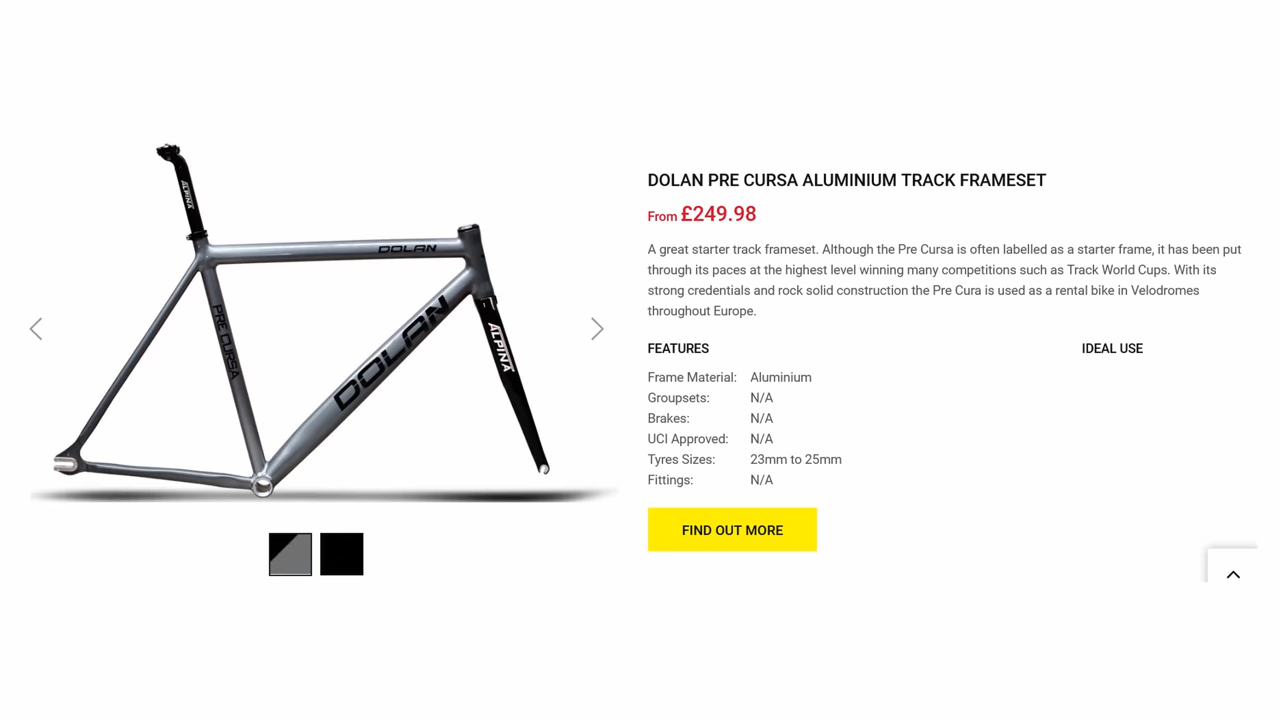 ALPINA
DOLAN
PRE CURSA
DOLAN
ALPINA
DOLAN PRE CURSA ALUMINIUM TRACK FRAMESET
From £249.98
A great starter track frameset. Although the Pre Cursa is often labelled as a starter frame, it has been put
through its paces at the highest level winning many competitions such as Track World Cups. With its
strong credentials and rock solid construction the Pre Cura is used as a rental bike in Velodromes
throughout Europe.
FEATURES
IDEAL USE
Frame Material: Aluminium
Groupsets: N/A
Brakes: N/A
UCI Approved: N/A
Tyres Sizes: 23mm to 25mm
Fittings: N/A
FIND OUT MORE